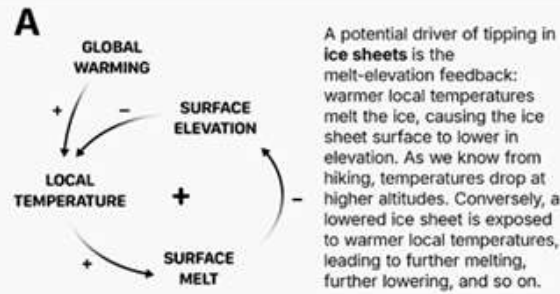 A
GLOBAL
WARMING
+
−
SURFACE
ELEVATION
LOCAL
TEMPERATURE
+
−
+
SURFACE
MELT
A potential driver of tipping in
ice sheets is the
melt-elevation feedback:
warmer local temperatures
melt the ice, causing the ice
sheet surface to lower in
elevation. As we know from
hiking, temperatures drop at
higher altitudes. Conversely, a
lowered ice sheet is exposed
to warmer local temperatures,
leading to further melting,
further lowering, and so on.